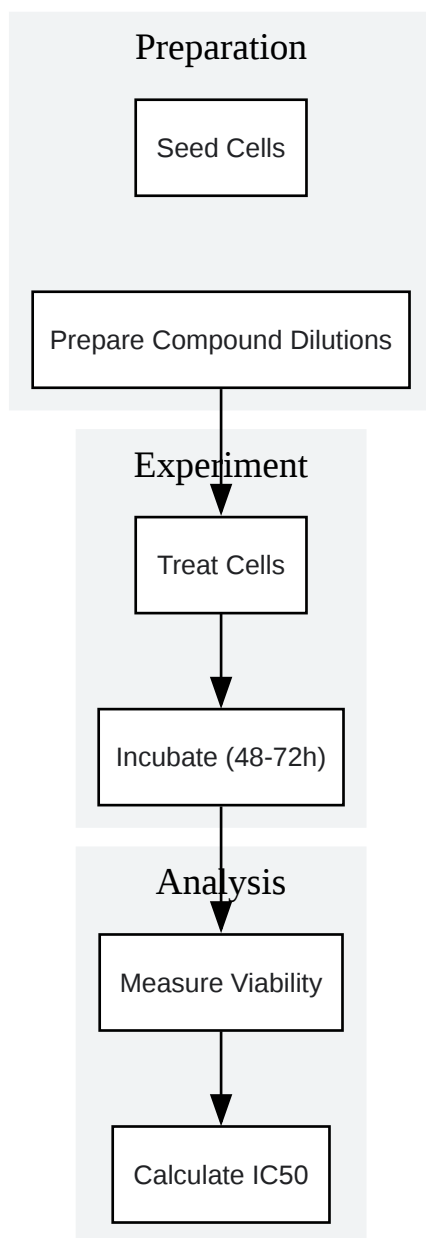 Preparation
Seed Cells
Prepare Compound Dilutions
Experiment
Treat Cells
Incubate (48-72h)
Analysis
Measure Viability
Calculate IC50